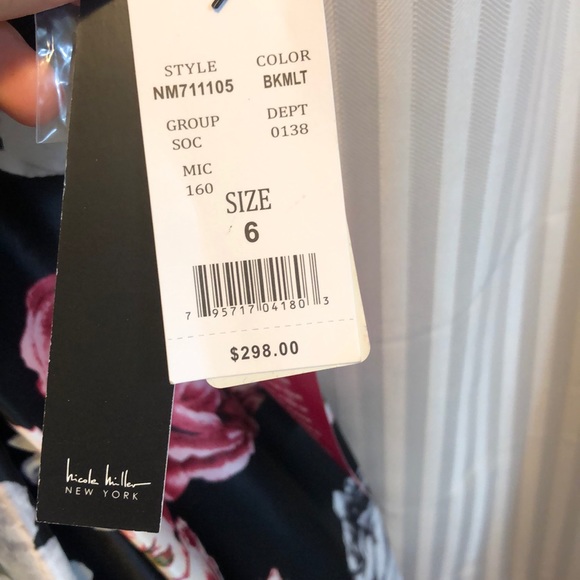 STYLE COLOR
NM711105 BKMLT
GROUP DEPT
SOC 0138
MIC
160
SIZE
6
7 95717 04180 3
$298.00
nicole miller
NEW YORK